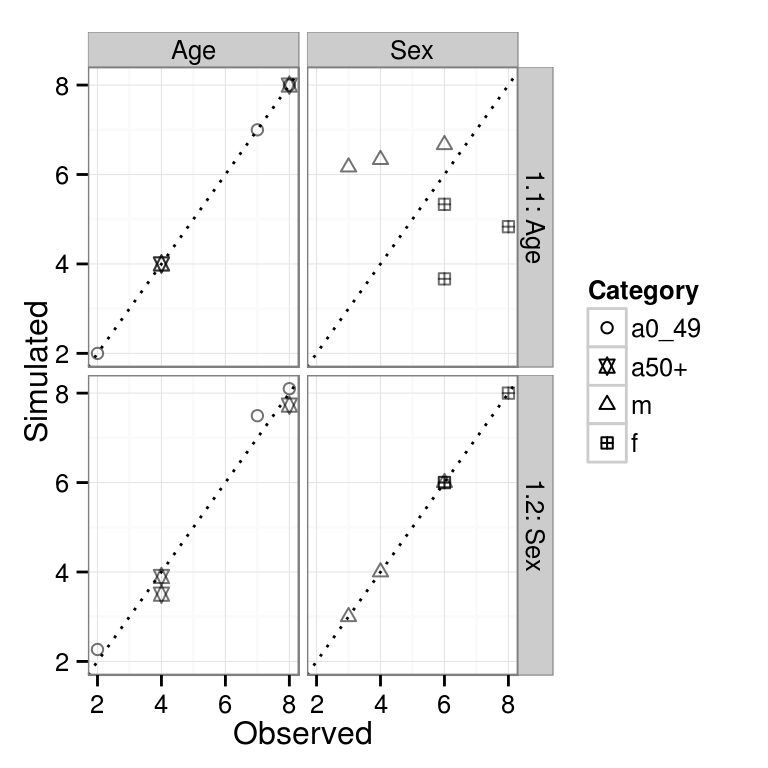 Age Sex
8
6
4
2
1.1: Age
8
6
4
2
1.2: Sex
2 4 6 8 2 4 6 8
Simulated
Observed
Category
a0_49
a50+
m
f